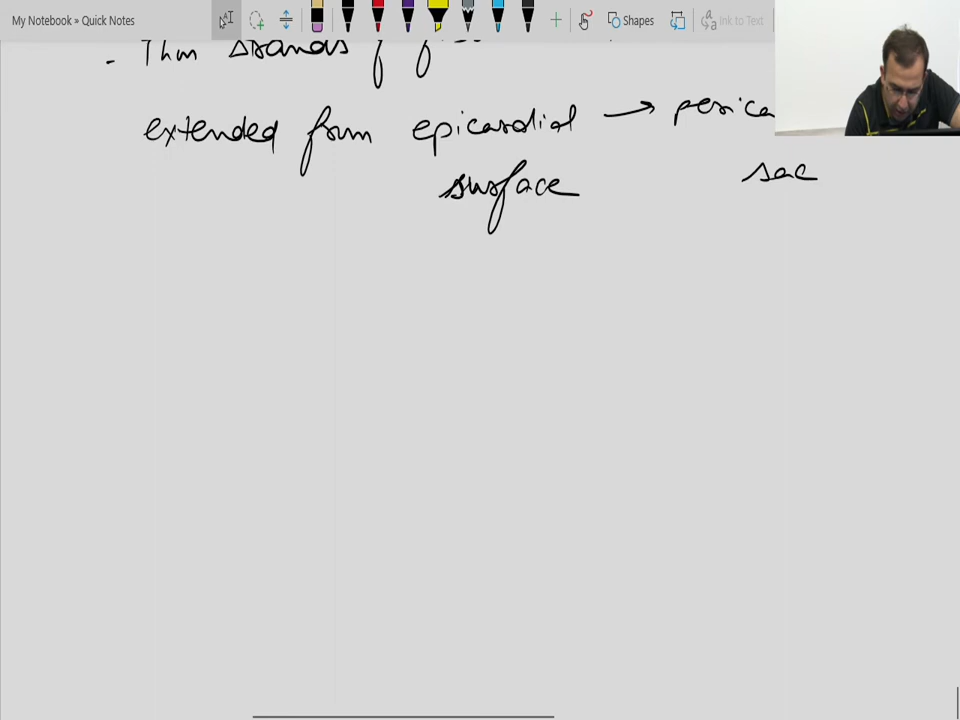 My Notebook » Quick Notes
Shapes
Ink to Text
- Thin strands of
extended from epicardial → perica
surface sac